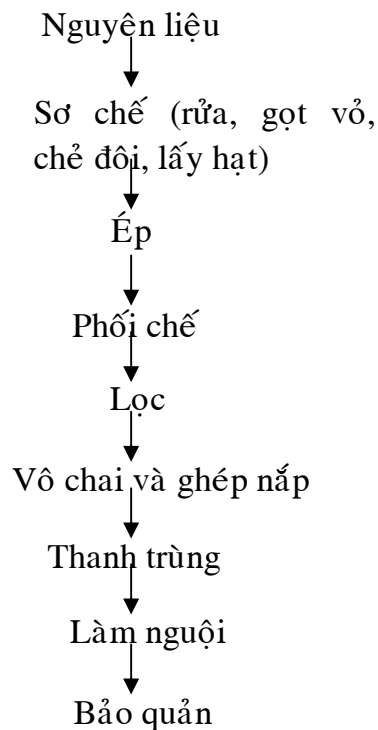 Nguyên liệu
Sơ chế (rửa, gọt vỏ,
chẻ đôi, lấy hạt)
Ép
Phối chế
Lọc
Vô chai và ghép nắp
Thanh trùng
Làm nguội
Bảo quản